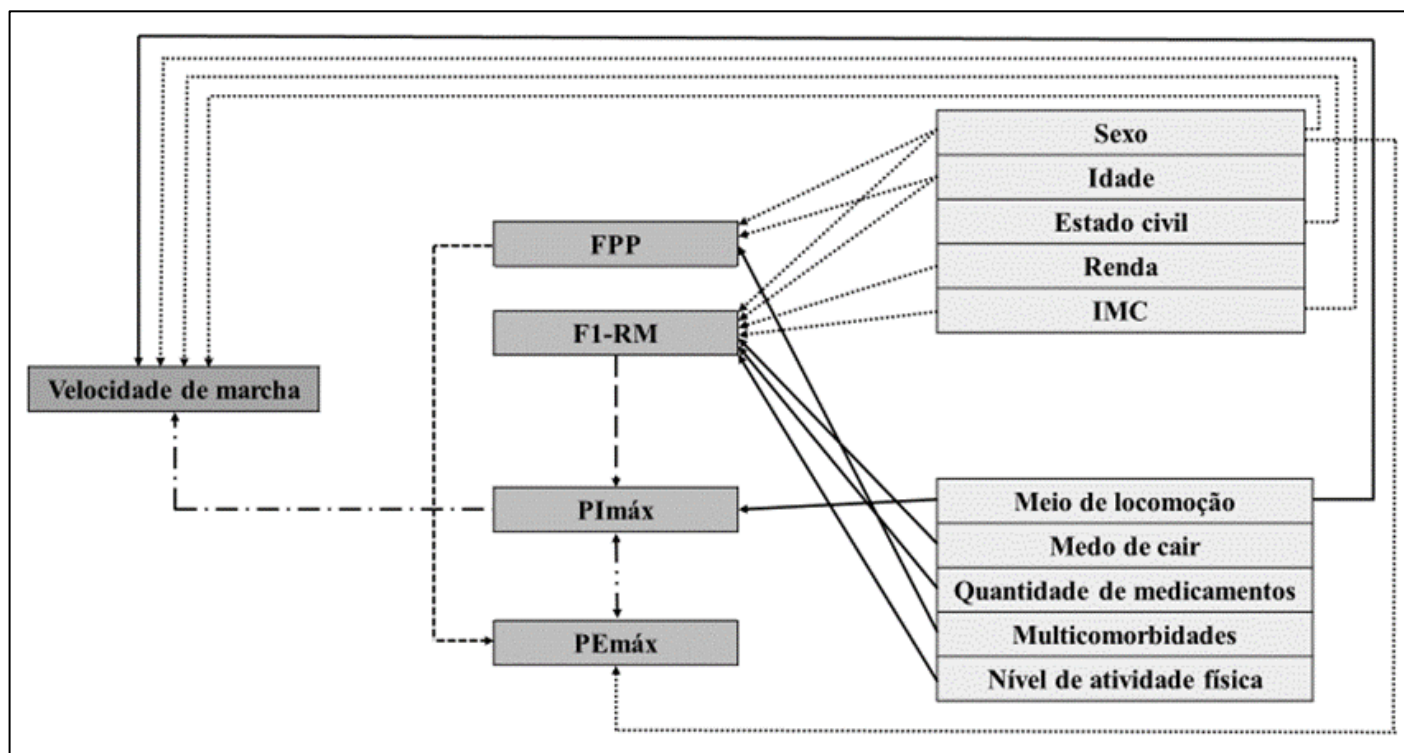 Sexo
Idade
Estado civil
Renda
IMC
FPP
F1-RM
Velocidade de marcha
PImáx
PEmáx
Meio de locomoção
Medo de cair
Quantidade de medicamentos
Multicomorbidades
Nível de atividade física